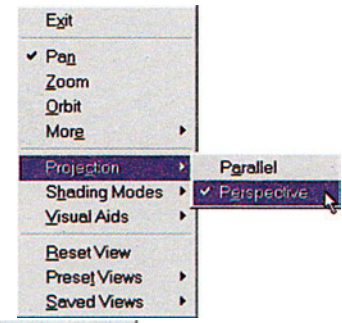 Exit
Pan
Zoom
Orbit
More
Projection
Parallel
Shading Modes
Perspective
Visual Aids
Reset View
Preset Views
Saved Views